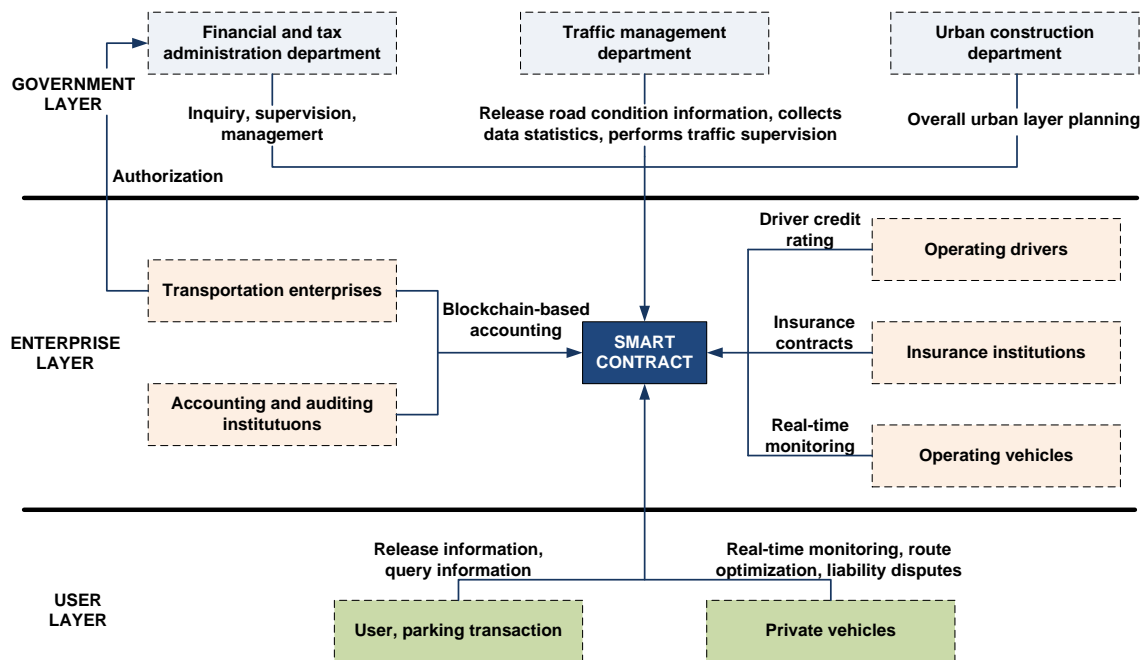 Financial and tax
administration department
Traffic management
department
Urban construction
department
GOVERNMENT
LAYER
Inquiry, supervision,
management
Release road condition information, collects
data statistics, performs traffic supervision
Overall urban layer planning
Authorization
Driver credit
rating
Operating drivers
Transportation enterprises
Blockchain-based
accounting
ENTERPRISE
LAYER
SMART
CONTRACT
Insurance
contracts
Insurance institutions
Accounting and auditing
institutuons
Real-time
monitoring
Operating vehicles
Release information,
query information
Real-time monitoring, route
optimization, liability disputes
USER
LAYER
User, parking transaction
Private vehicles